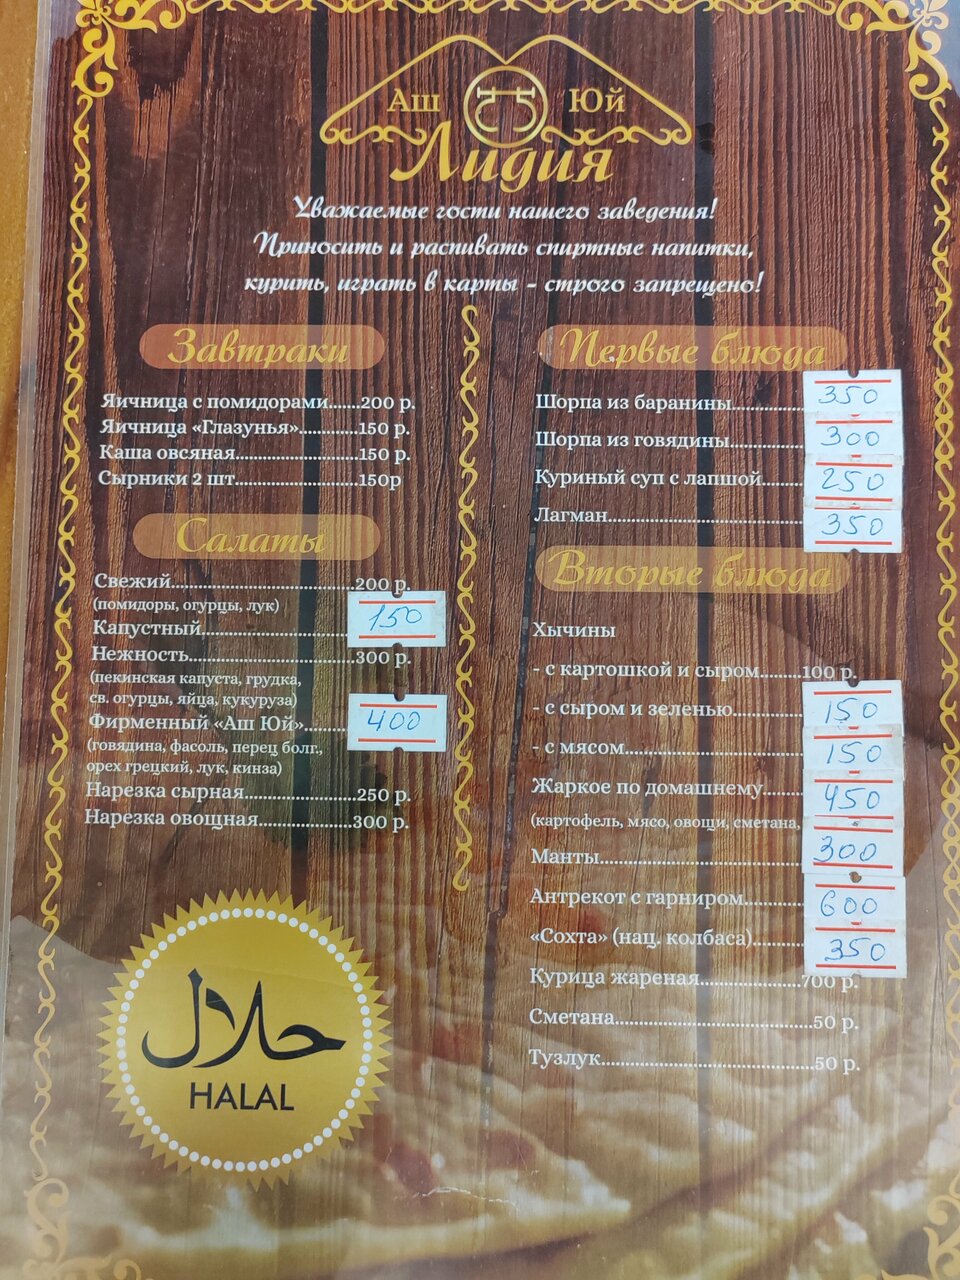 Аш Юй
Лидия
Уважаемые гости нашего заведения!
Приносить и распивать спиртные напитки,
курить, играть в карты - строго запрещено!
Завтраки
Яичница с помидорами......200 р.
Яичница «Глазунья»............150 р.
Каша овсяная.........................150 р.
Сырники 2 шт.........................150р
Салаты
Свежий.....................................200 р.
(помидоры, огурцы, лук)
Капустный.............................. 150
Нежность.................................300 р.
(пекинская капуста, грудка,
св. огурцы, яйца, кукуруза)
Фирменный «Аш Юй»........ 400
(говядина, фасоль, перец болг.,
орех грецкий, лук, кинза)
Нарезка сырная.......................250 р.
Нарезка овощная...................300 р.
حلال
HALAL
Первые блюда
Шорпа из баранины.............. 350
Шорпа из говядины............... 300
Куриный суп с лапшой......... 250
Лагман....................................... 350
Вторые блюда
Хычины
- с картошкой и сыром........100 р.
- с сыром и зеленью.............. 150
- с мясом.................................... 150
Жаркое по домашнему........ 450
(картофель, мясо, овощи, сметана,
Манты........................................ 300
Антрекот с гарниром............ 600
«Сохта» (нац. колбаса).......... 350
Курица жареная....................700 р.
Сметана........................................50 р.
Тузлук...........................................50 р.